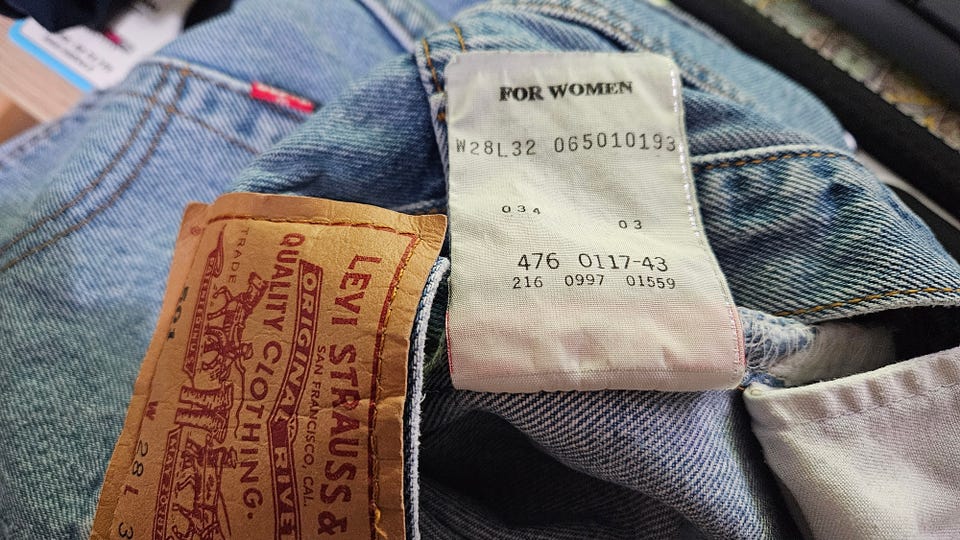 FOR WOMEN
W28L32 065010193
034
03
476 0117-43
216 0997 01559
LEVI STRAUSS &
SAN FRANCISCO, CAL.
ORIGINAL RIVE
QUALITY CLOTHING.
TRADE
501
W 28 L 3